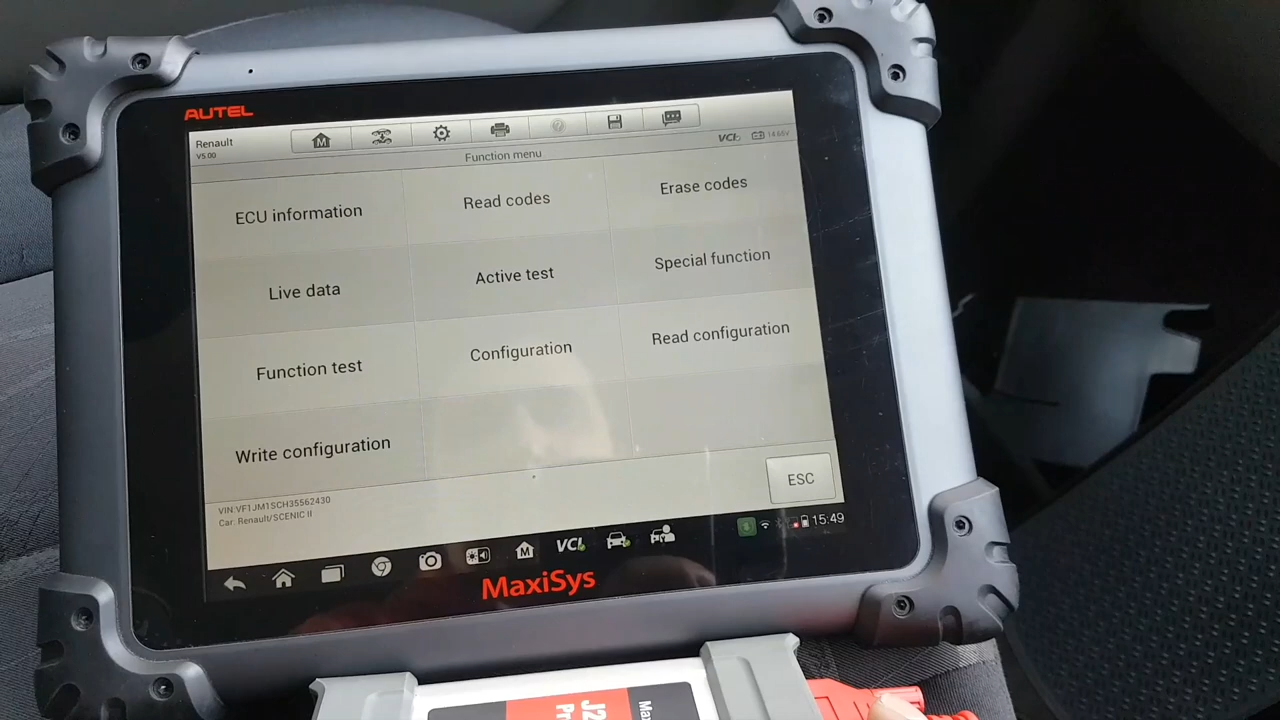 AUTEL
Renault
V5.00
Function menu
VCI
ECU information
Read codes
Erase codes
Live data
Active test
Special function
Function test
Configuration
Read configuration
Write configuration
VIN:VF1JM1SCH35562430
Car: Renault/SCENIC II
ESC
VCI
15:49
MaxiSys